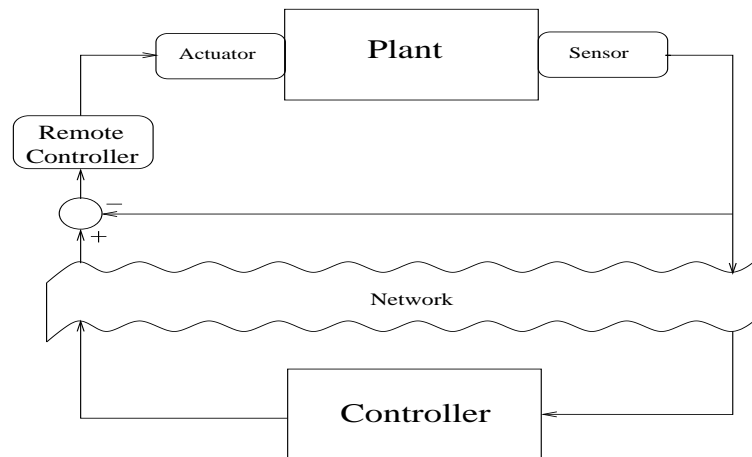 Actuator
Plant
Sensor
Remote
Controller
−
+
Network
Controller